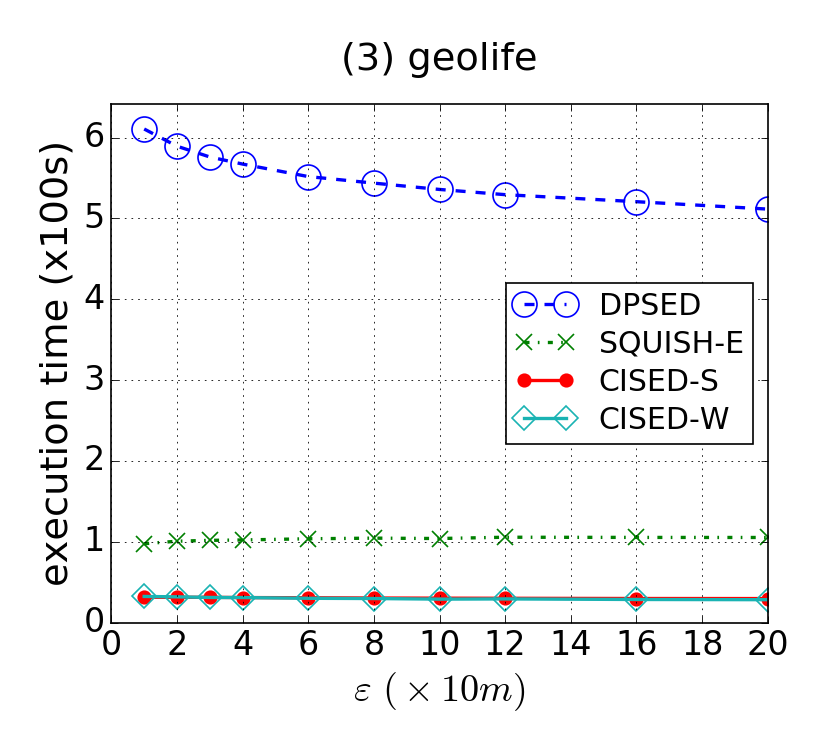 (3) geolife
execution time (x100s)
6
5
4
3
2
1
0
DPSED
SQUISH-E
CISED-S
CISED-W
0 2 4 6 8 10 12 14 16 18 20
ε (×10m)